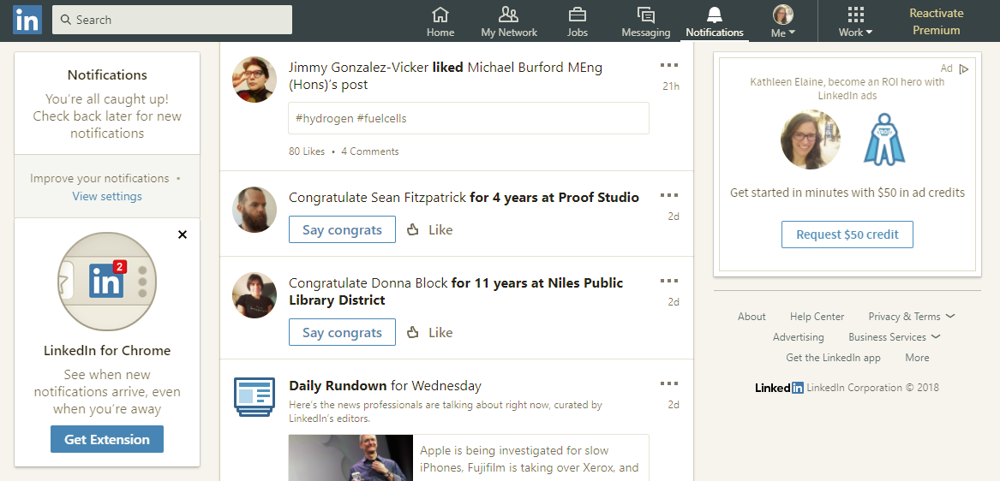 in
Search
Home
My Network
Jobs
Messaging
Notifications
Me
Work
Reactivate
Premium
Notifications
You're all caught up!
Check back later for new
notifications
Improve your notifications •
View settings
in
2
LinkedIn for Chrome
See when new
notifications arrive, even
when you're away
Get Extension
Jimmy Gonzalez-Vicker liked Michael Burford MEng
(Hons)'s post
21h
#hydrogen #fuelcells
80 Likes • 4 Comments
Congratulate Sean Fitzpatrick for 4 years at Proof Studio
2d
Say congrats
Like
Congratulate Donna Block for 11 years at Niles Public
Library District
2d
Say congrats
Like
Daily Rundown for Wednesday
2d
Here's the news professionals are talking about right now, curated by
LinkedIn's editors.
Apple is being investigated for slow
iPhones, Fujifilm is taking over Xerox, and
Ad
Kathleen Elaine, become an ROI hero with
LinkedIn ads
ROI
Get started in minutes with $50 in ad credits
Request $50 credit
About Help Center Privacy & Terms
Advertising Business Services
Get the LinkedIn app More
Linkedin LinkedIn Corporation © 2018